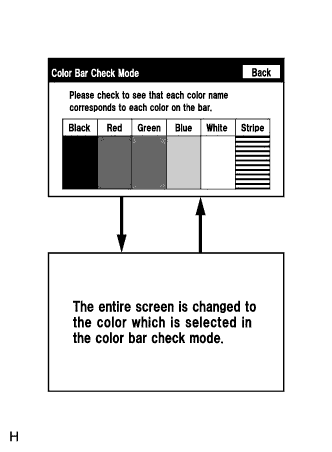 Color Bar Check Mode
Back
Please check to see that each color name
corresponds to each color on the bar.
Black Red Green Blue White Stripe
The entire screen is changed to
the color which is selected in
the color bar check mode.
H